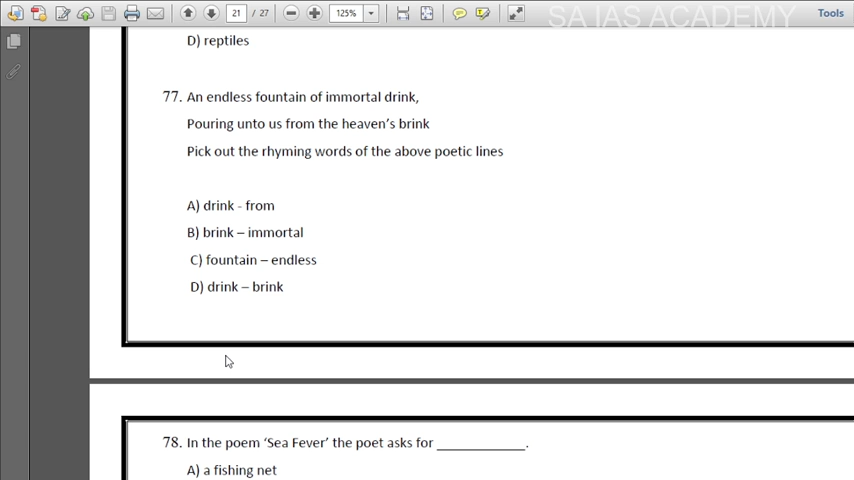 21 / 27
125%
SA IAS ACADEMY
Tools
D) reptiles
77. An endless fountain of immortal drink,
Pouring unto us from the heaven’s brink
Pick out the rhyming words of the above poetic lines
A) drink - from
B) brink – immortal
C) fountain – endless
D) drink – brink
78. In the poem ‘Sea Fever’ the poet asks for _____________.
A) a fishing net